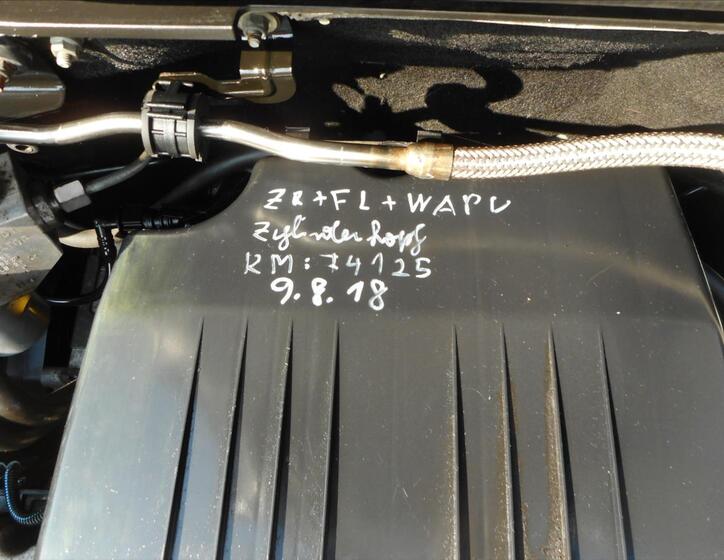 ZR+FL+WAPU
Zylinderkopf
KM: 74125
9.8.18